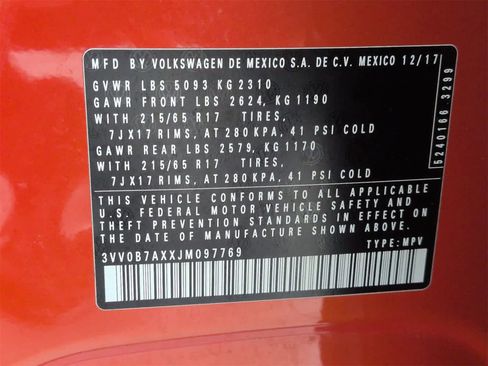 MFD BY VOLKSWAGEN DE MEXICO S.A. DE C.V. MEXICO 12/17
GVWR LBS 5093 KG 2310
GAWR FRONT LBS 2624, KG 1190
WITH 215/65 R17 TIRES,
7JX17 RIMS, AT 280 KPA, 41 PSI COLD
GAWR REAR LBS 2579, KG 1170
WITH 215/65 R17 TIRES,
7JX17 RIMS, AT 280 KPA, 41 PSI COLD
THIS VEHICLE CONFORMS TO ALL APPLICABLE
U.S. FEDERAL MOTOR VEHICLE SAFETY AND
THEFT PREVENTION STANDARDS IN EFFECT ON
THE DATE OF MANUFACTURE SHOWN ABOVE.
3VV0B7AXXJM097769 TYPE: MPV
5240166 3299